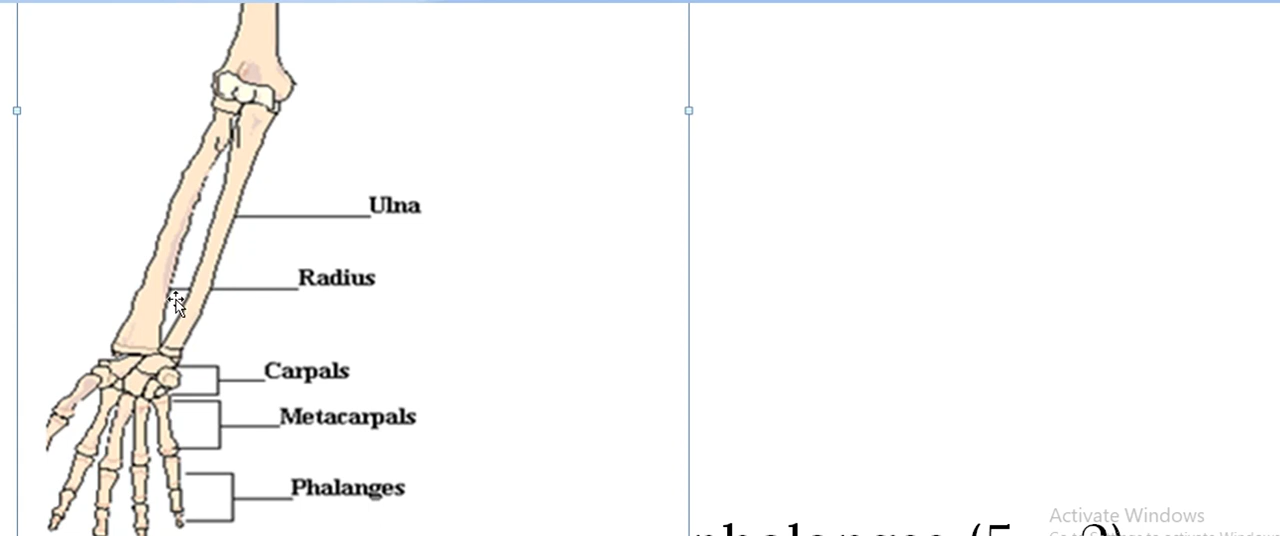 Ulna
Radius
Carpals
Metacarpals
Phalanges
Activate Windows